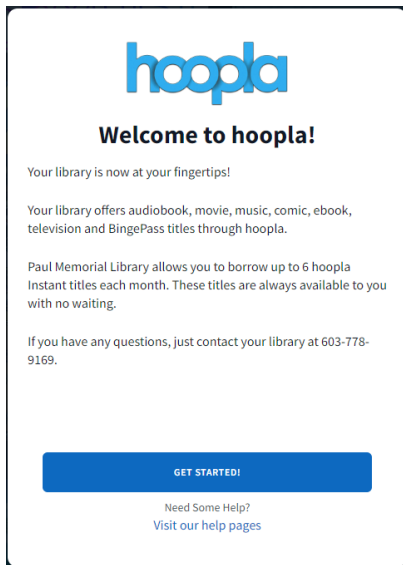 hoopla
Welcome to hoopla!
Your library is now at your fingertips!
Your library offers audiobook, movie, music, comic, ebook,
television and BingePass titles through hoopla.
Paul Memorial Library allows you to borrow up to 6 hoopla
Instant titles each month. These titles are always available to you
with no waiting.
If you have any questions, just contact your library at 603-778-
9169.
GET STARTED!
Need Some Help?
Visit our help pages